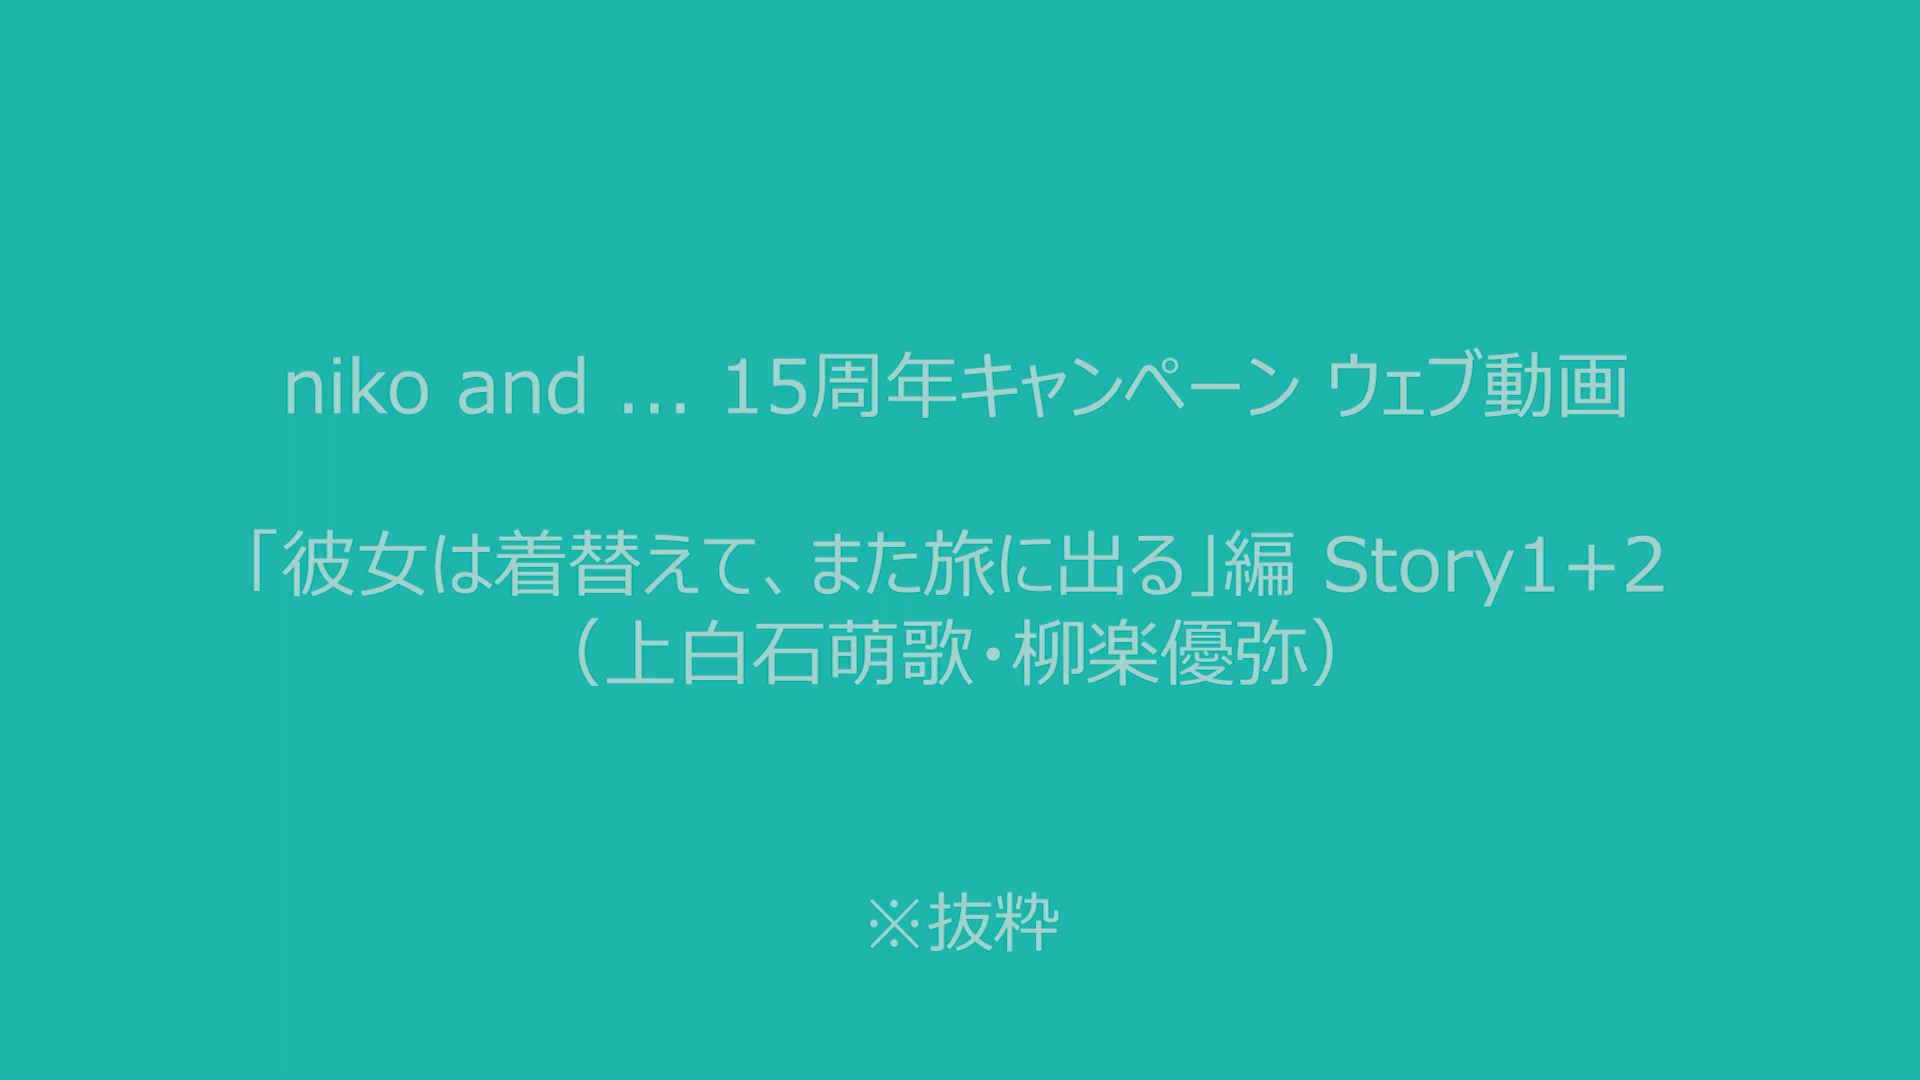 niko and ... 15周年キャンペーン ウェブ動画
「彼女は着替えて、また旅に出る」編 Story1+2
（上白石萌歌・柳楽優弥）
※抜粋